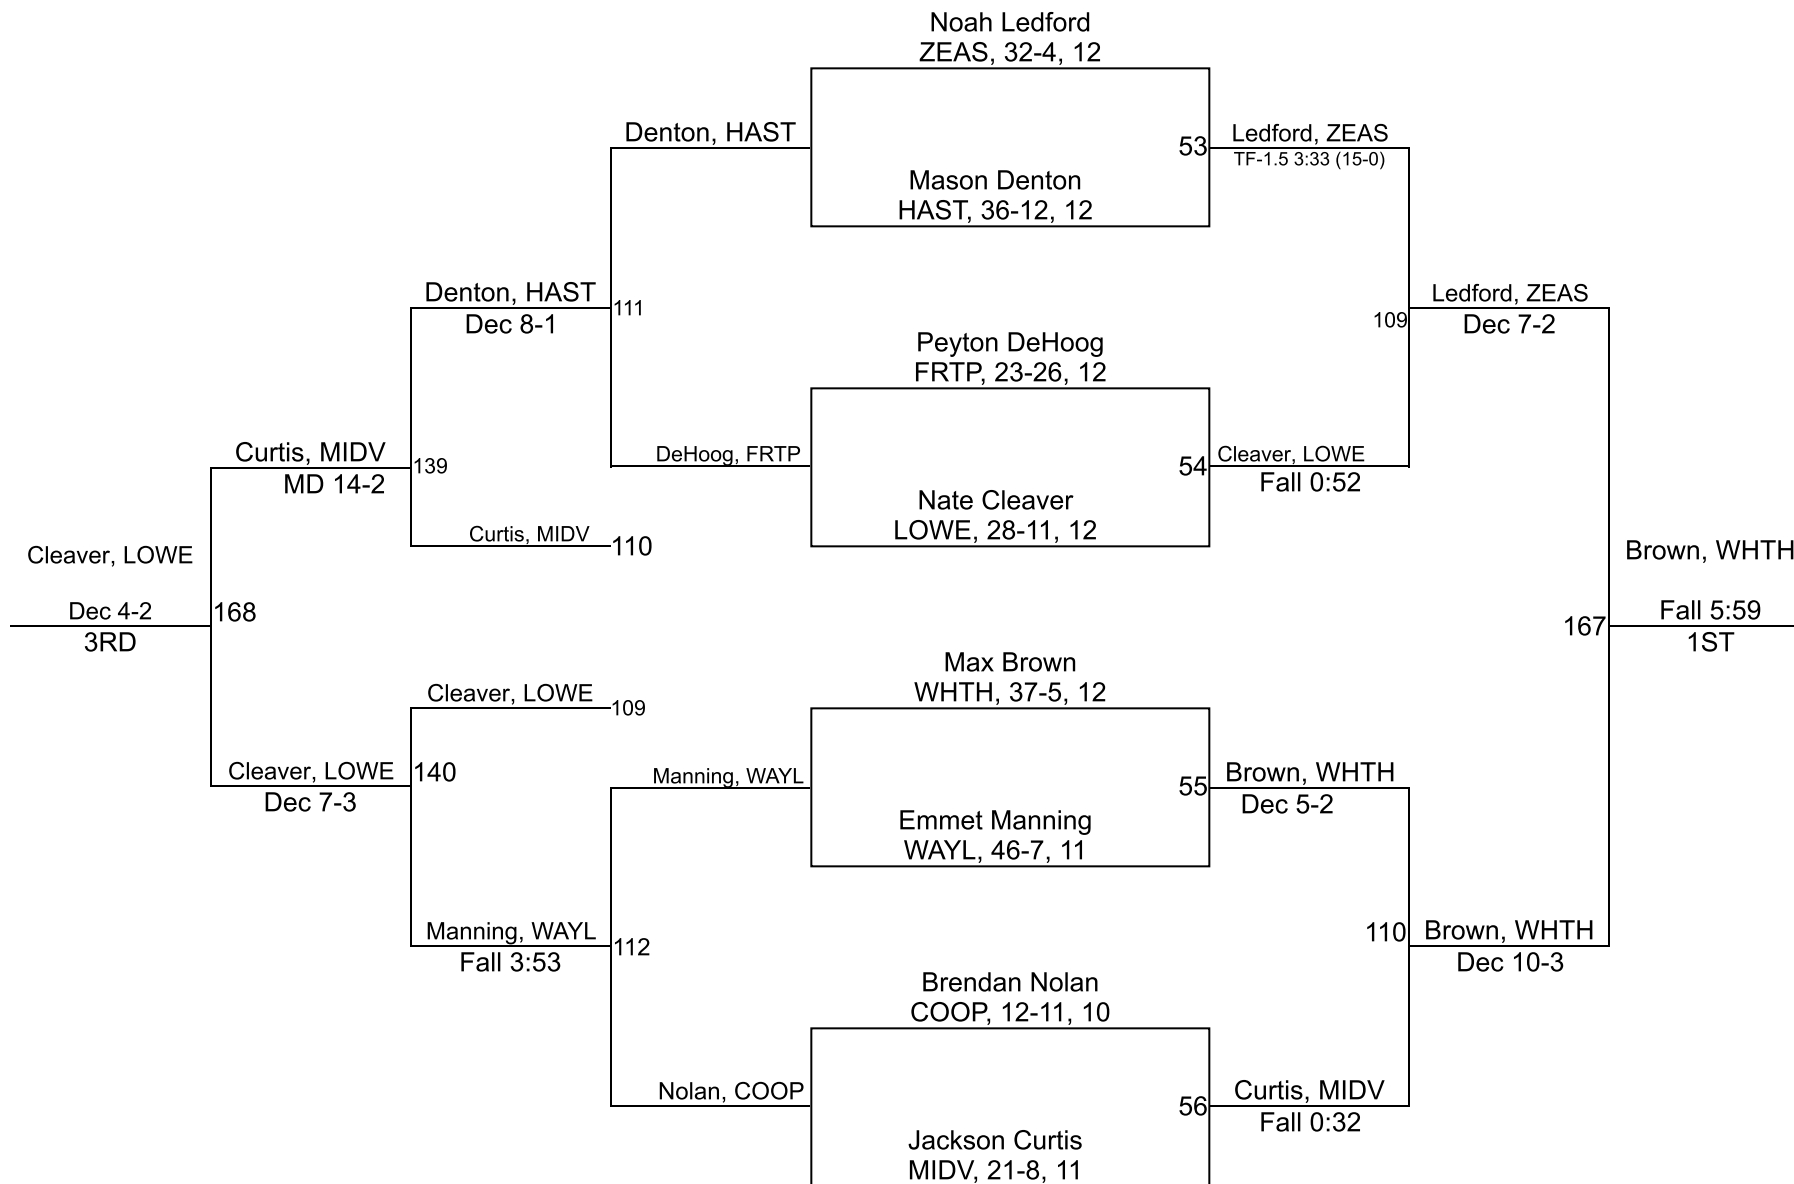 Noah Ledford
ZEAS, 32-4, 12
Denton, HAST
53
Ledford, ZEAS
TF-1.5 3:33 (15-0)
Mason Denton
HAST, 36-12, 12
Denton, HAST
Dec 8-1
111
Ledford, ZEAS
Dec 7-2
109
Peyton DeHoog
FRTP, 23-26, 12
Curtis, MIDV
MD 14-2
139
DeHoog, FRTP
54
Cleaver, LOWE
Fall 0:52
Nate Cleaver
LOWE, 28-11, 12
Curtis, MIDV
110
Cleaver, LOWE
Dec 4-2
3RD
168
Brown, WHTH
Fall 5:59
1ST
167
Max Brown
WHTH, 37-5, 12
Cleaver, LOWE
109
Cleaver, LOWE
Dec 7-3
140
Manning, WAYL
55
Brown, WHTH
Dec 5-2
Emmet Manning
WAYL, 46-7, 11
Manning, WAYL
Fall 3:53
112
110
Brown, WHTH
Dec 10-3
Brendan Nolan
COOP, 12-11, 10
Nolan, COOP
56
Curtis, MIDV
Fall 0:32
Jackson Curtis
MIDV, 21-8, 11